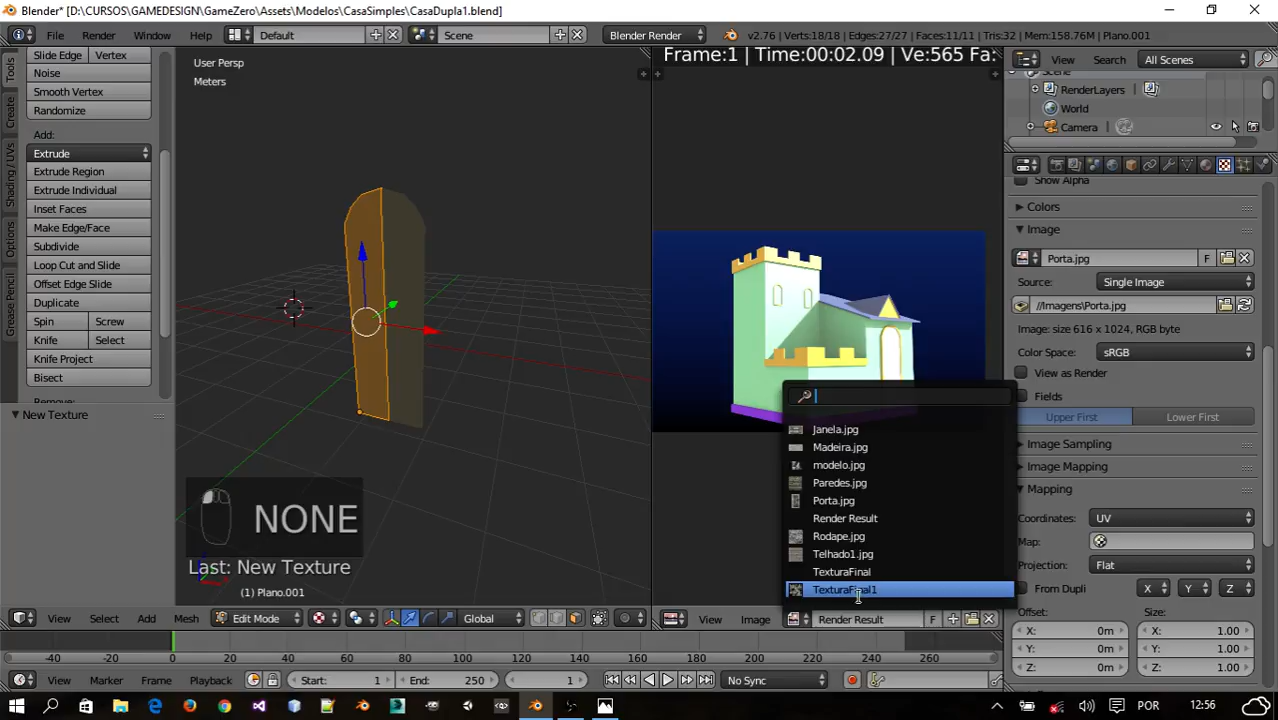 Blender* [D:\CURSOS\GAMEDESIGN\GameZero\Assets\Modelos\CasaSimples\CasaDupla1.blend]
File Render Window Help Default Scene Blender Render v2.76 | Verts:18/18 | Edges:27/27 | Faces:11/11 | Tris:32 | Mem:158.76M | Plano.001
Slide Edge Vertex
Noise
Smooth Vertex
Randomize
Add:
Extrude
Extrude Region
Extrude Individual
Inset Faces
Make Edge/Face
Subdivide
Loop Cut and Slide
Offset Edge Slide
Duplicate
Spin Screw
Knife Select
Knife Project
Bisect
New Texture
Tools
Create
Shading / UVs
Options
Grease Pencil
User Persp
Meters
NONE
Last: New Texture
(1) Plano.001
View Select Add Mesh Edit Mode Global
Frame:1 | Time:00:02.09 | Ve:565 Fa:
Janela.jpg
Madeira.jpg
modelo.jpg
Paredes.jpg
Porta.jpg
Render Result
Rodape.jpg
Telhado1.jpg
TexturaFinal
TexturaFinal1
View Image Render Result F
View Search All Scenes
Scene
RenderLayers
World
Camera
Show Alpha
Colors
Image
Porta.jpg F
Source: Single Image
//Imagens\Porta.jpg
Image: size 616 x 1024, RGB byte
Color Space: sRGB
View as Render
Fields
Upper First Lower First
Image Sampling
Image Mapping
Mapping
Coordinates: UV
Map:
Projection: Flat
From Dupli X Y Z
Offset: Size:
X: 0m X: 1.00
Y: 0m Y: 1.00
Z: 0m Z: 1.00
-40 -20 0 20 40 60 80 100 120 140 160 180 200 220 240 260
View Marker Frame Playback Start: 1 End: 250 1 No Sync
POR 12:56